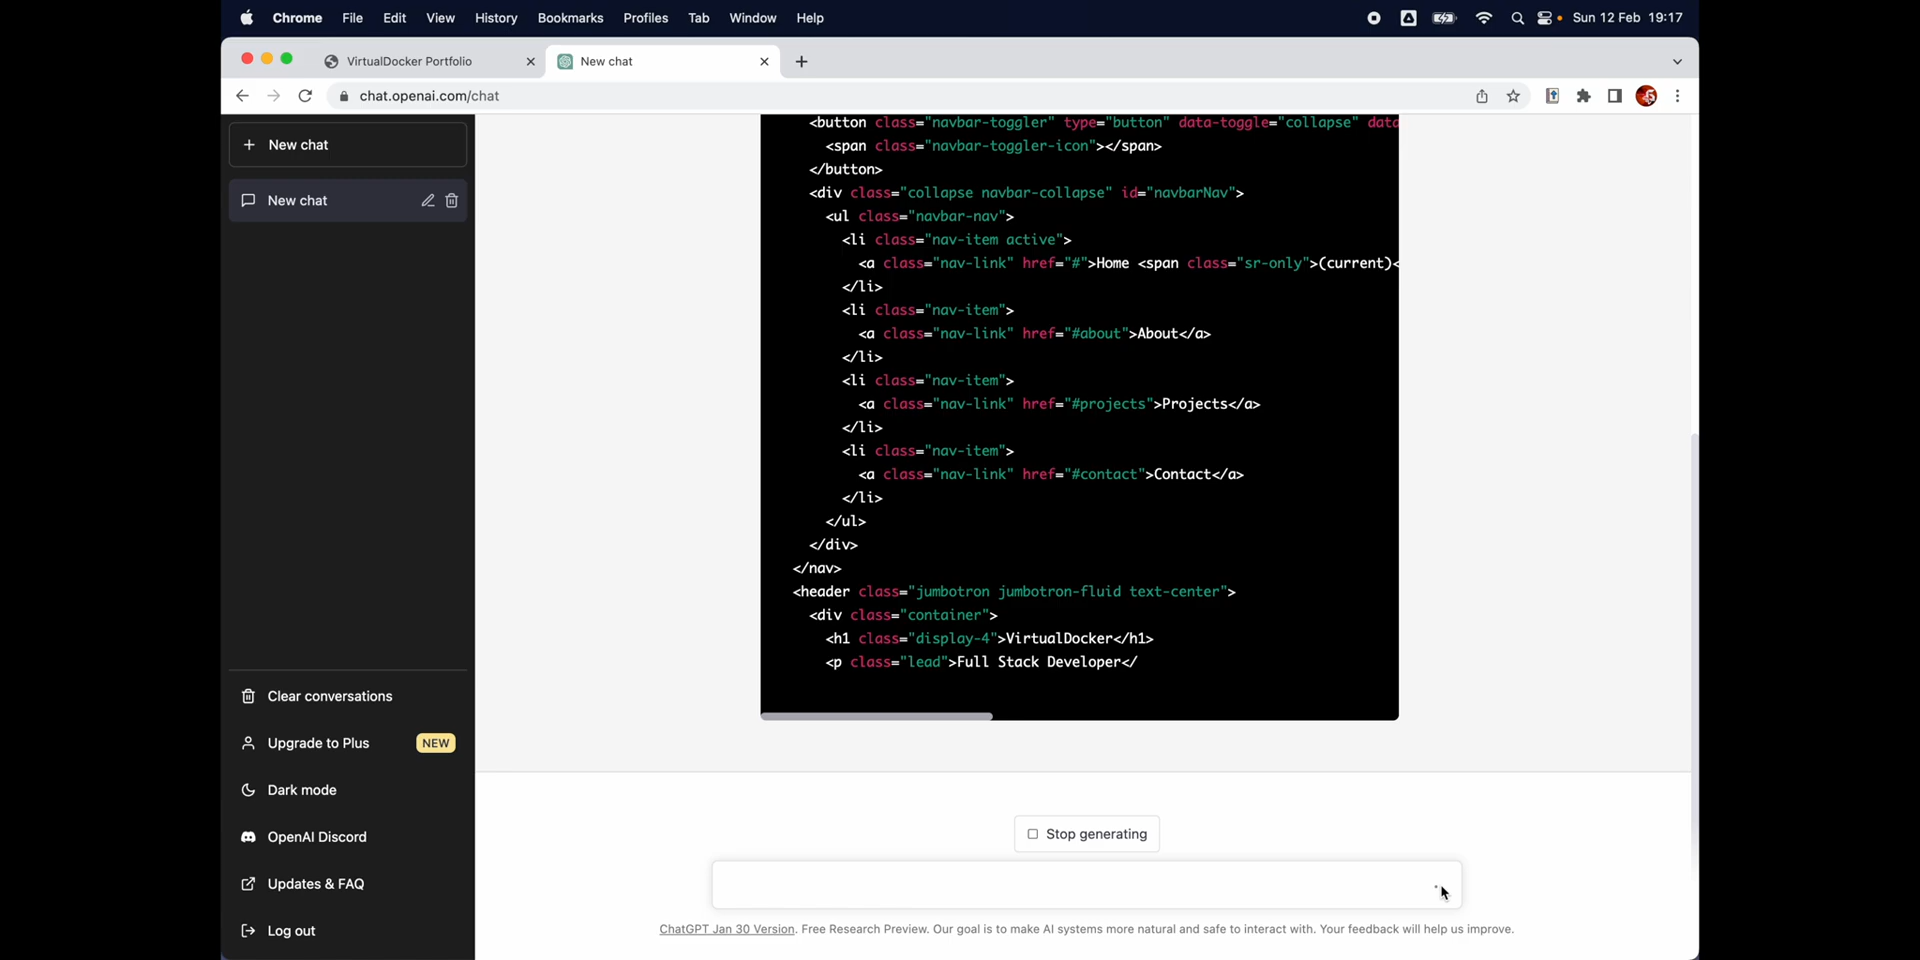 Chrome File Edit View History Bookmarks Profiles Tab Window Help Sun 12 Feb 19:17
VirtualDocker Portfolio New chat
chat.openai.com/chat
New chat
New chat
<button class="navbar-toggler" type="button" data-toggle="collapse" data
<span class="navbar-toggler-icon"></span>
</button>
<div class="collapse navbar-collapse" id="navbarNav">
<ul class="navbar-nav">
<li class="nav-item active">
<a class="nav-link" href="#">Home <span class="sr-only">(current)<
</li>
<li class="nav-item">
<a class="nav-link" href="#about">About</a>
</li>
<li class="nav-item">
<a class="nav-link" href="#projects">Projects</a>
</li>
<li class="nav-item">
<a class="nav-link" href="#contact">Contact</a>
</li>
</ul>
</div>
</nav>
<header class="jumbotron jumbotron-fluid text-center">
<div class="container">
<h1 class="display-4">VirtualDocker</h1>
<p class="lead">Full Stack Developer</
Clear conversations
Upgrade to Plus NEW
Dark mode
OpenAI Discord
Updates & FAQ
Log out
Stop generating
ChatGPT Jan 30 Version. Free Research Preview. Our goal is to make AI systems more natural and safe to interact with. Your feedback will help us improve.